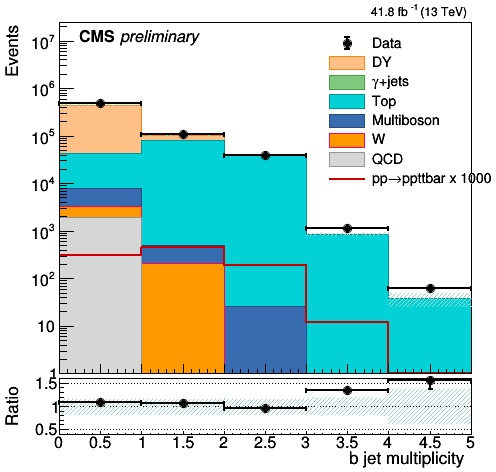 41.8 fb⁻¹ (13 TeV)
CMS preliminary
Events
10⁷
10⁶
10⁵
10⁴
10³
10²
10
1
Data
DY
γ+jets
Top
Multiboson
W
QCD
pp→ppttbar x 1000
Ratio
1.5
1
0.5
0 0.5 1 1.5 2 2.5 3 3.5 4 4.5 5
b jet multiplicity